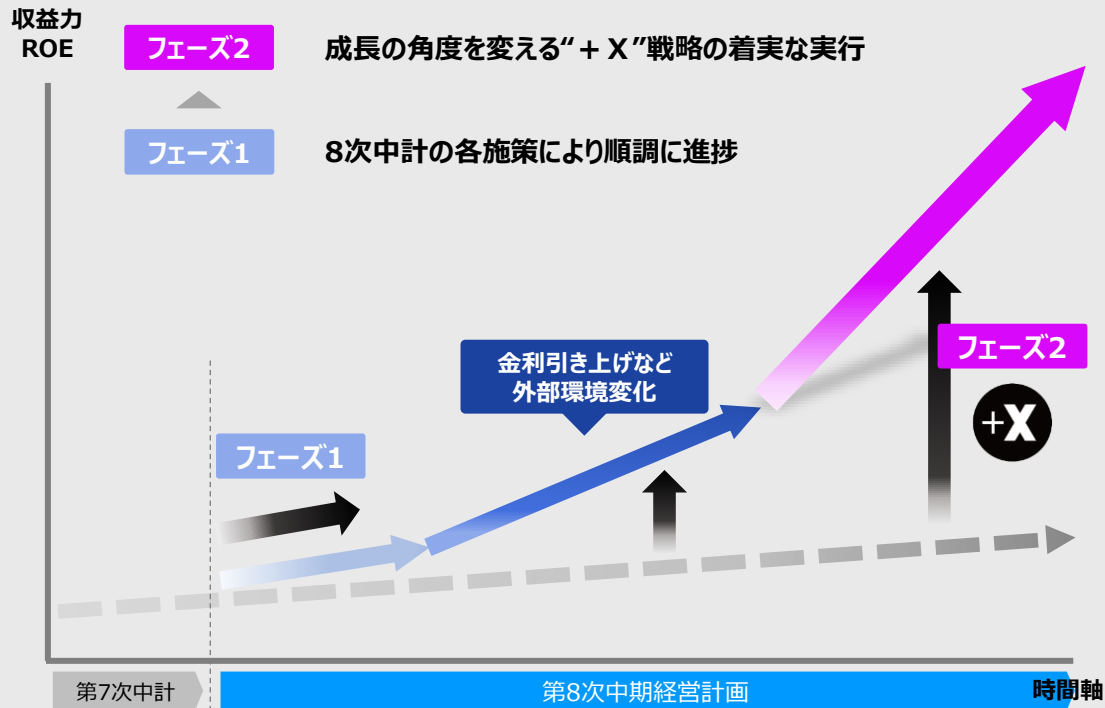 収益力
ROE
フェーズ2
成長の角度を変える“+X”戦略の着実な実行
フェーズ1
8次中計の各施策により順調に進捗
金利引き上げなど
外部環境変化
フェーズ2
+X
フェーズ1
第7次中計
第8次中期経営計画
時間軸